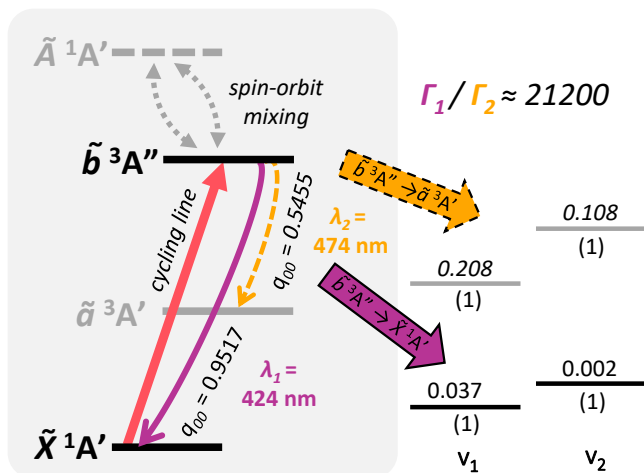 Ã ¹A’
spin-orbit
mixing
Γ₁ / Γ₂ ≈ 21200
b̃ ³A”
b̃ ³A” → ã ³A’
cycling line
q₀₀ = 0.5455
λ₂ =
474 nm
0.108
(1)
0.208
(1)
ã ³A’
b̃ ³A” → X̃ ¹A’
q₀₀ = 0.9517
λ₁ =
424 nm
0.037
(1)
0.002
(1)
X̃ ¹A’
v₁
v₂